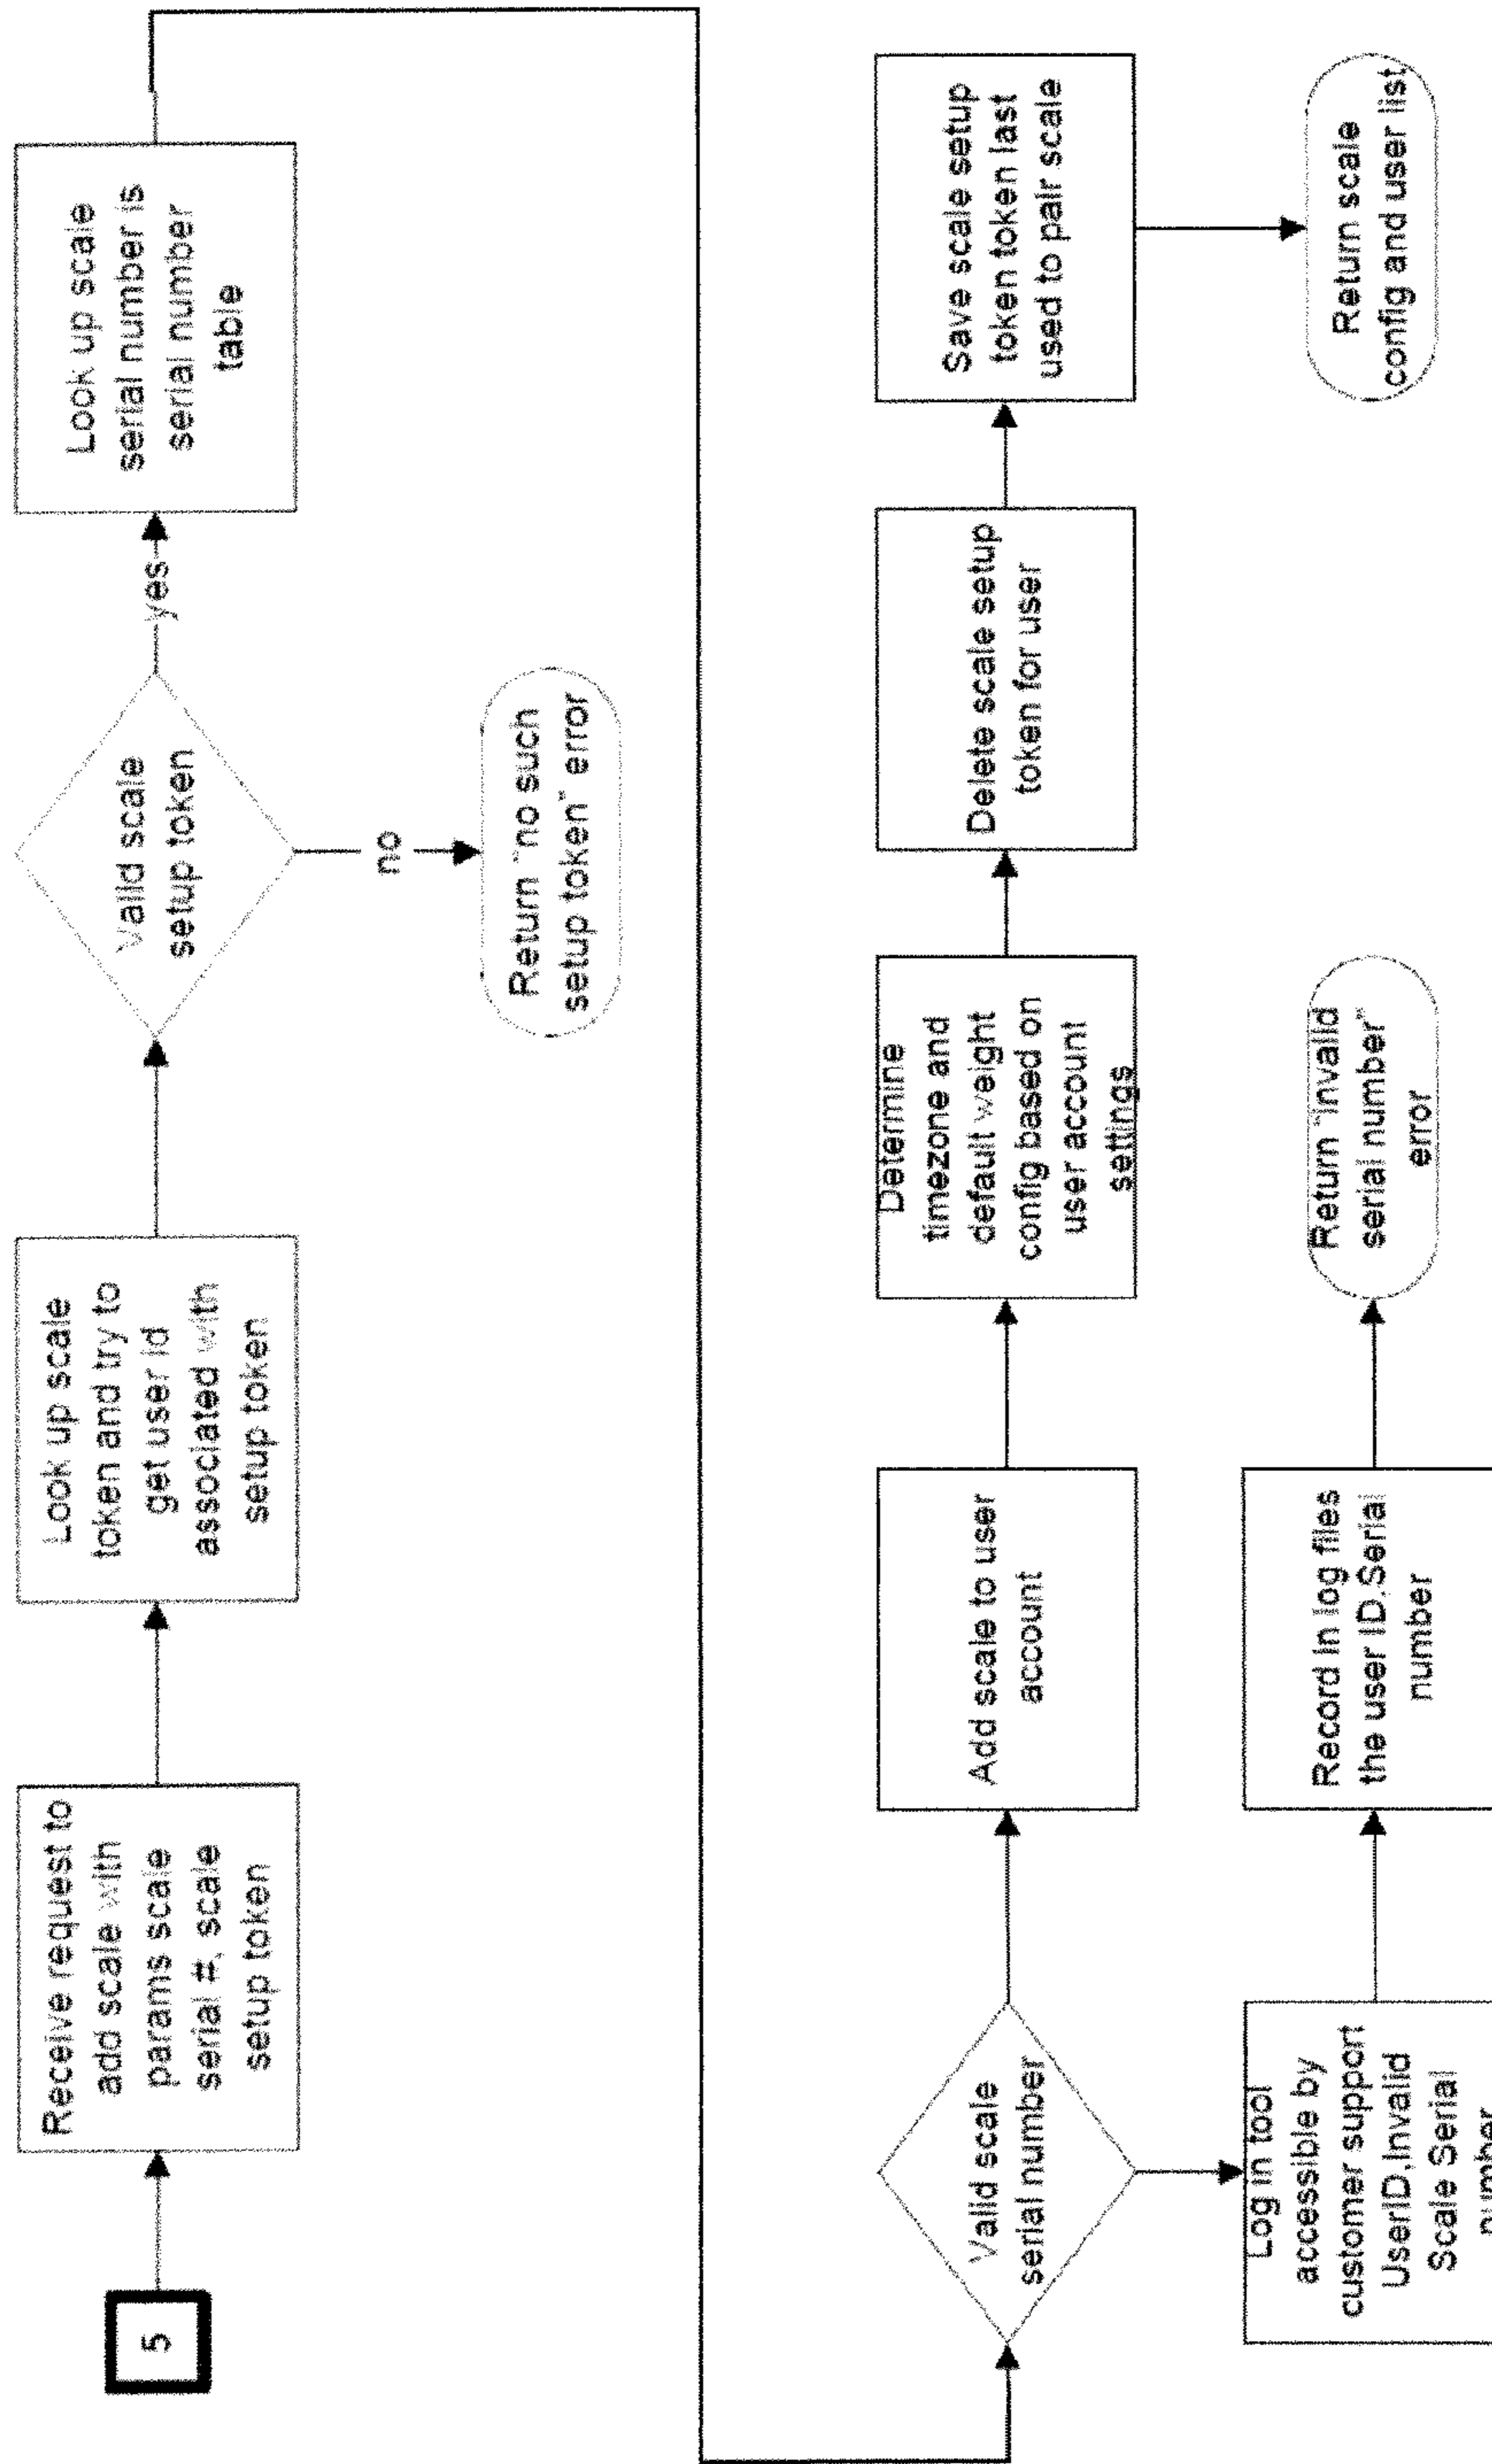 5
Receive request to
add scale with
params scale
serial #, scale
setup token
Look up scale
token and try to
get user id
associated with
setup token
Valid scale
setup token
yes
no
Return "no such
setup token" error
Look up scale
serial number is
serial number
table
Valid scale
serial number
Add scale to user
account
Determine
timezone and
default weight
config based on
user account
settings
Delete scale setup
token for user
Save scale setup
token token last
used to pair scale
Return scale
config and user list
Log in tool
accessible by
customer support
UserID,Invalid
Scale Serial
number
Record in log files
the user ID,Serial
number
Return "invalid
serial number"
error